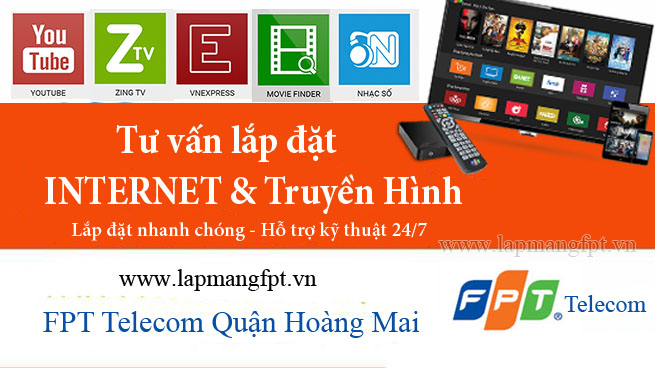 You
Tube
YOUTUBE
Z TV
ZING TV
E
VNEXPRESS
MOVIE FINDER
NHẠC SỐ
Tư vấn lắp đặt
INTERNET & Truyền Hình
Lắp đặt nhanh chóng - Hỗ trợ kỹ thuật 24/7
www.lapmangfpt.vn
www.lapmangfpt.vn
FPT Telecom Quận Hoàng Mai
FPT® Telecom